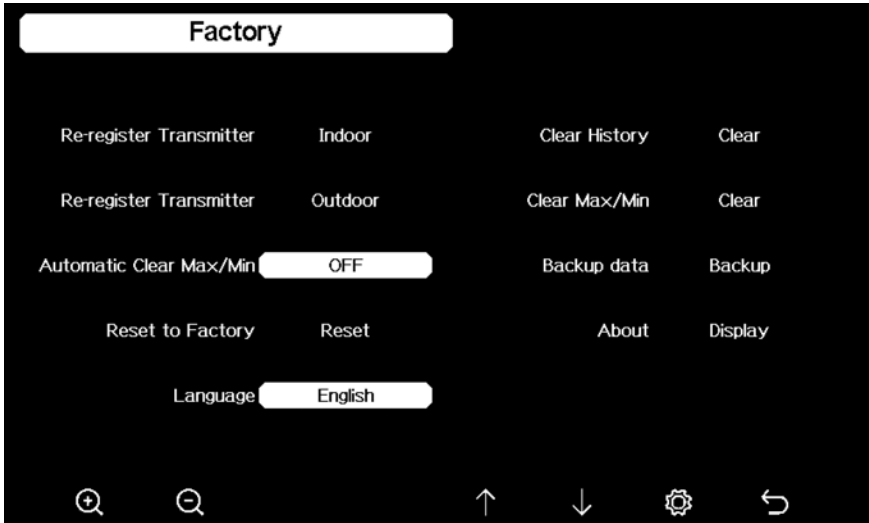 Factory
Re-register Transmitter Indoor Clear History Clear
Re-register Transmitter Outdoor Clear Max/Min Clear
Automatic Clear Max/Min OFF Backup data Backup
Reset to Factory Reset About Display
Language English